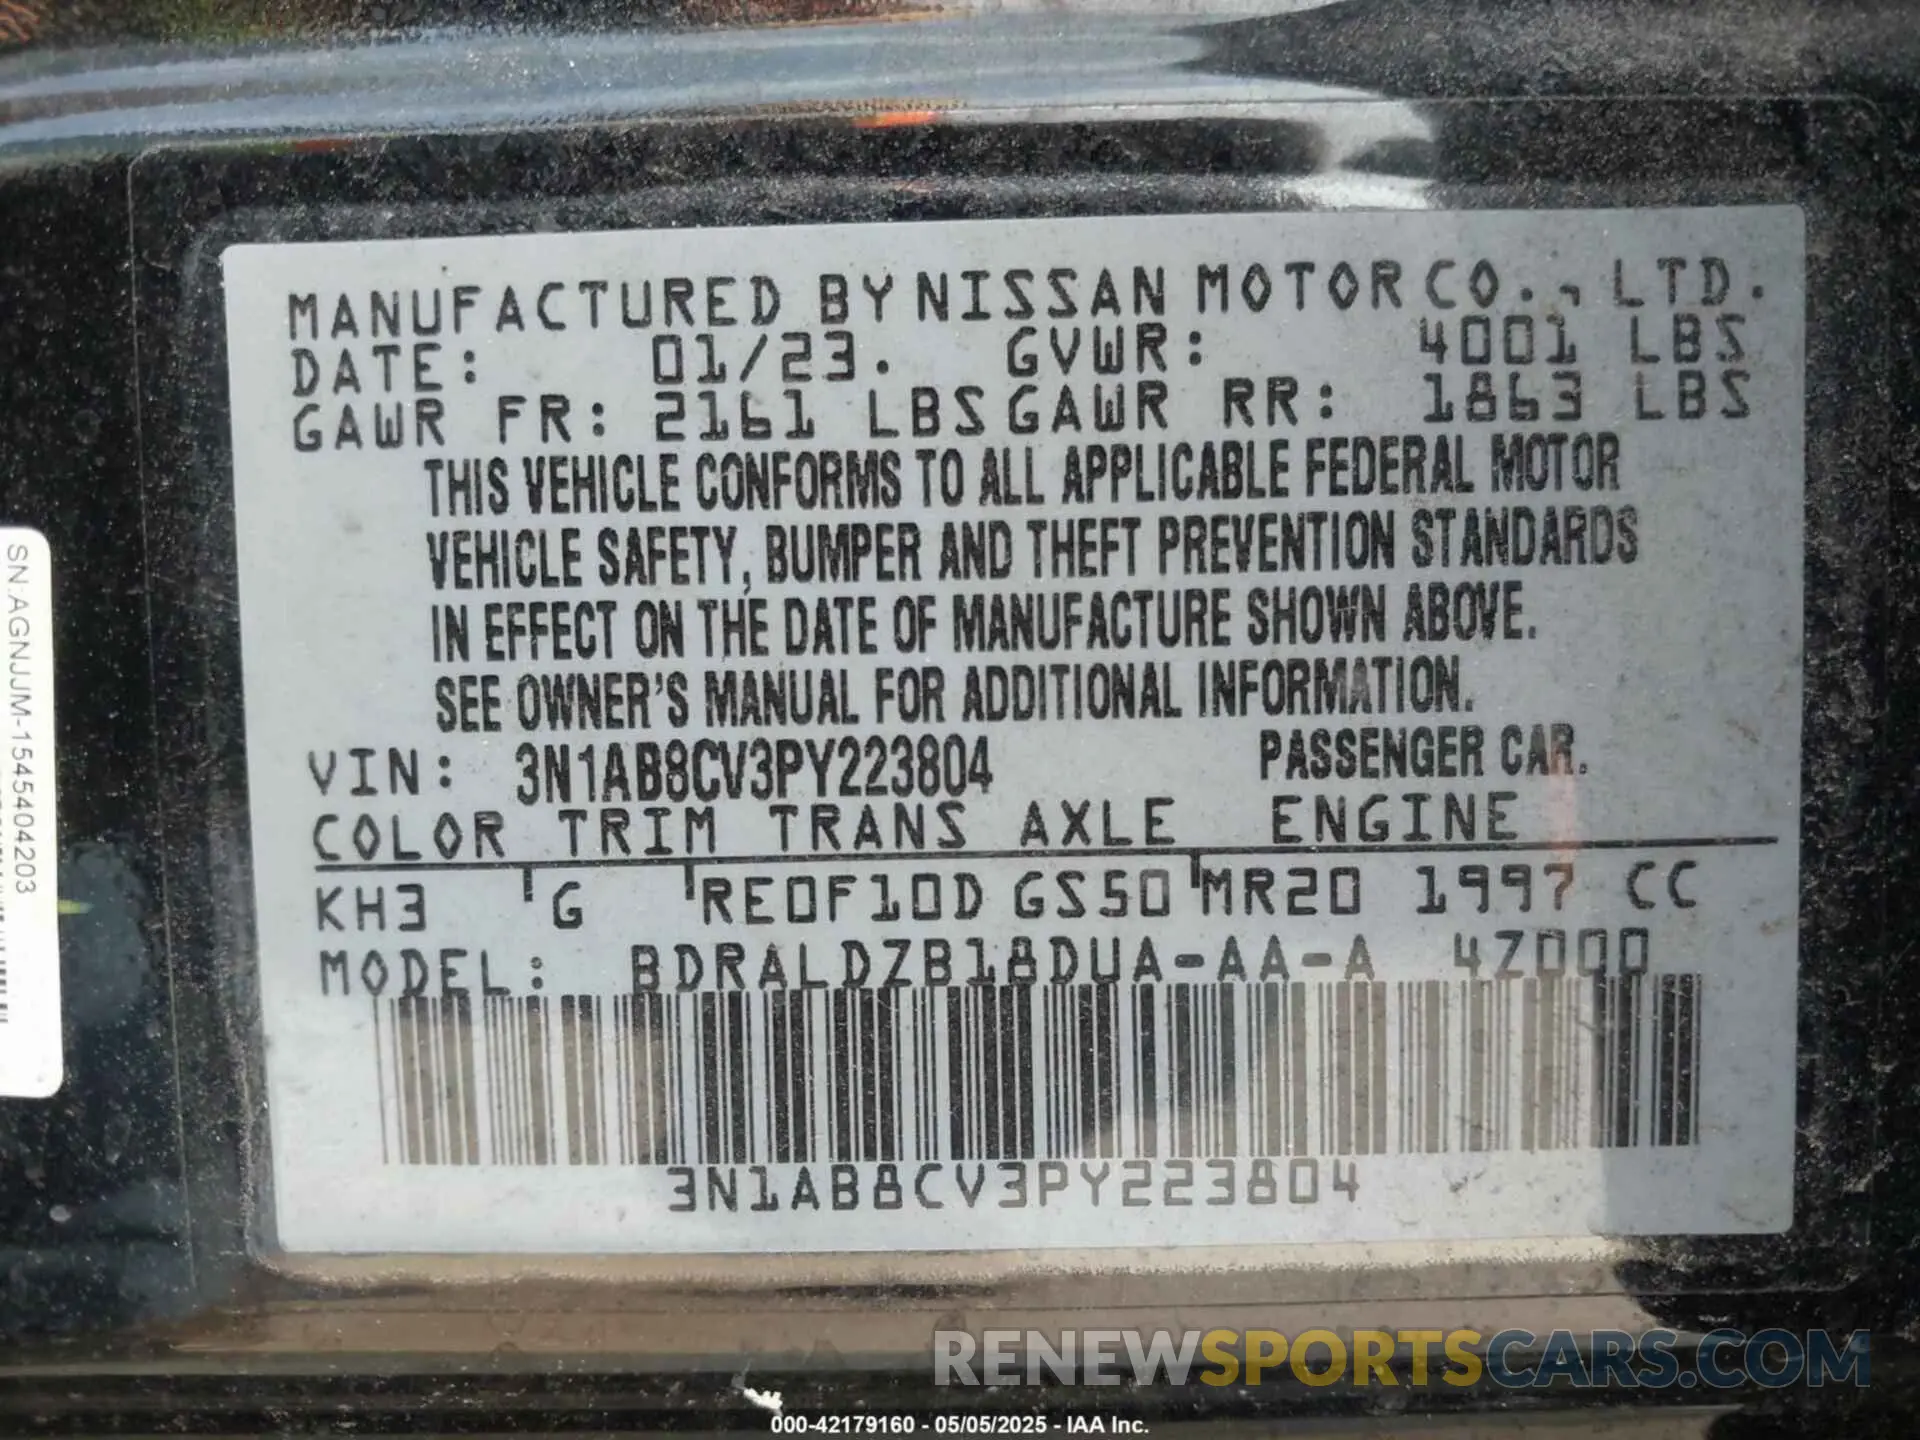 MANUFACTURED BY NISSAN MOTOR CO., LTD.
DATE: 01/23. GVWR: 4001 LBS
GAWR FR: 2161 LBS GAWR RR: 1863 LBS
THIS VEHICLE CONFORMS TO ALL APPLICABLE FEDERAL MOTOR
VEHICLE SAFETY, BUMPER AND THEFT PREVENTION STANDARDS
IN EFFECT ON THE DATE OF MANUFACTURE SHOWN ABOVE.
SEE OWNER'S MANUAL FOR ADDITIONAL INFORMATION.
VIN: 3N1AB8CV3PY223804 PASSENGER CAR.
COLOR TRIM TRANS AXLE ENGINE
KH3 G RE0F10D GS50 MR20 1997 CC
MODEL: BDRALDZB18DUA-AA-A 4Z000
3N1AB8CV3PY223804
SN:AGNJJM-1545404203
RENEWSPORTSCARS.COM
000-42179160 - 05/05/2025 - IAA Inc.